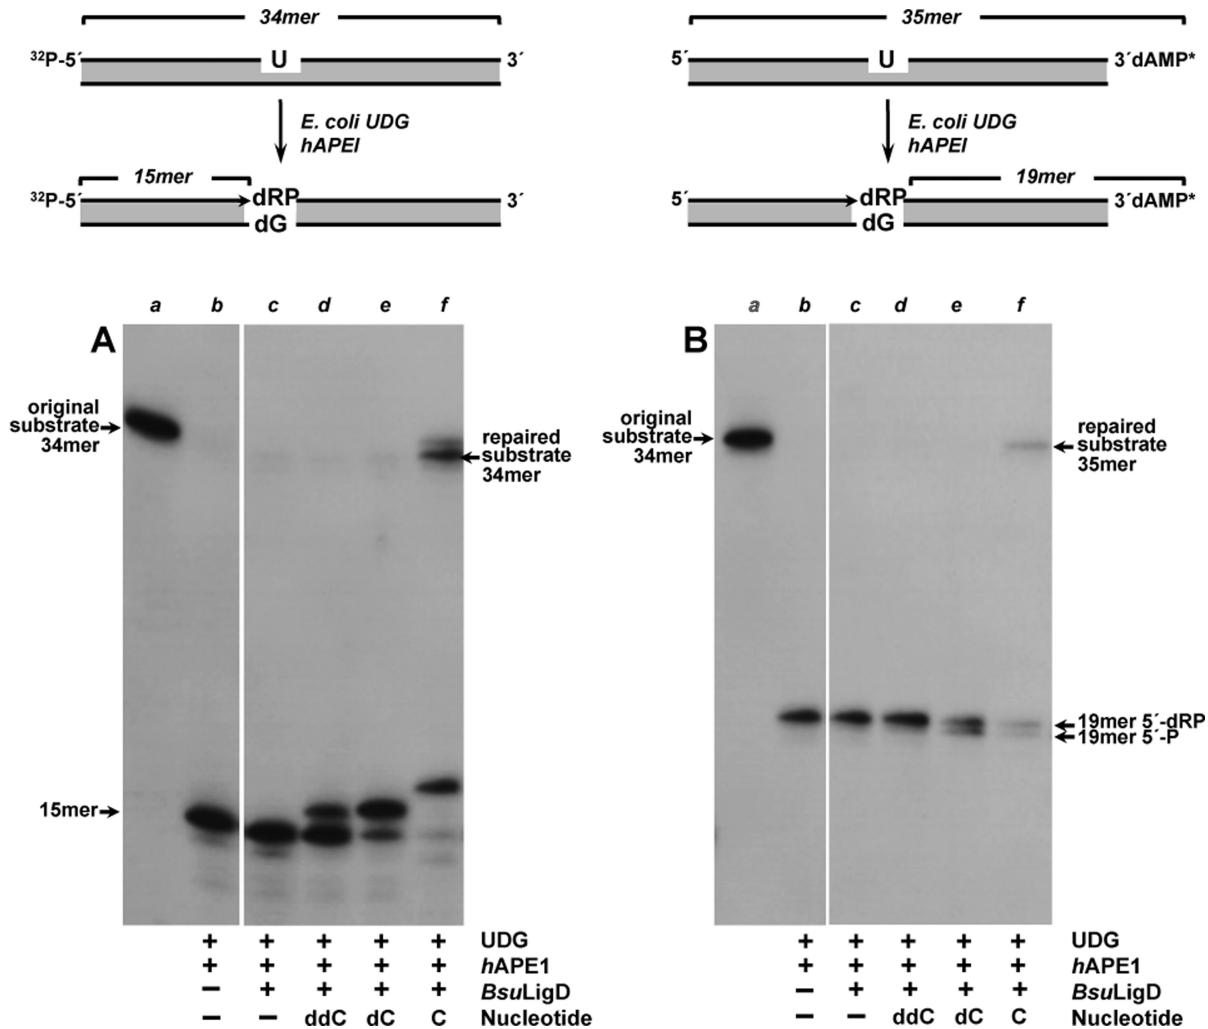 34mer 35mer
32P-5´ U 3´ 5´ U 3´dAMP*
E. coli UDG E. coli UDG
hAPEI hAPEI
15mer 19mer
32P-5´ dRP 3´ 5´ dRP 3´dAMP*
dG dG
a b c d e f
A
original
substrate
34mer
repaired
substrate
34mer
15mer
+ + + + + UDG
+ + + + + hAPE1
– + + + + BsuLigD
– – ddC dC C Nucleotide
a b c d e f
B
original
substrate
34mer
repaired
substrate
35mer
19mer 5´-dRP
19mer 5´-P
+ + + + + UDG
+ + + + + hAPE1
– + + + + BsuLigD
– – ddC dC C Nucleotide